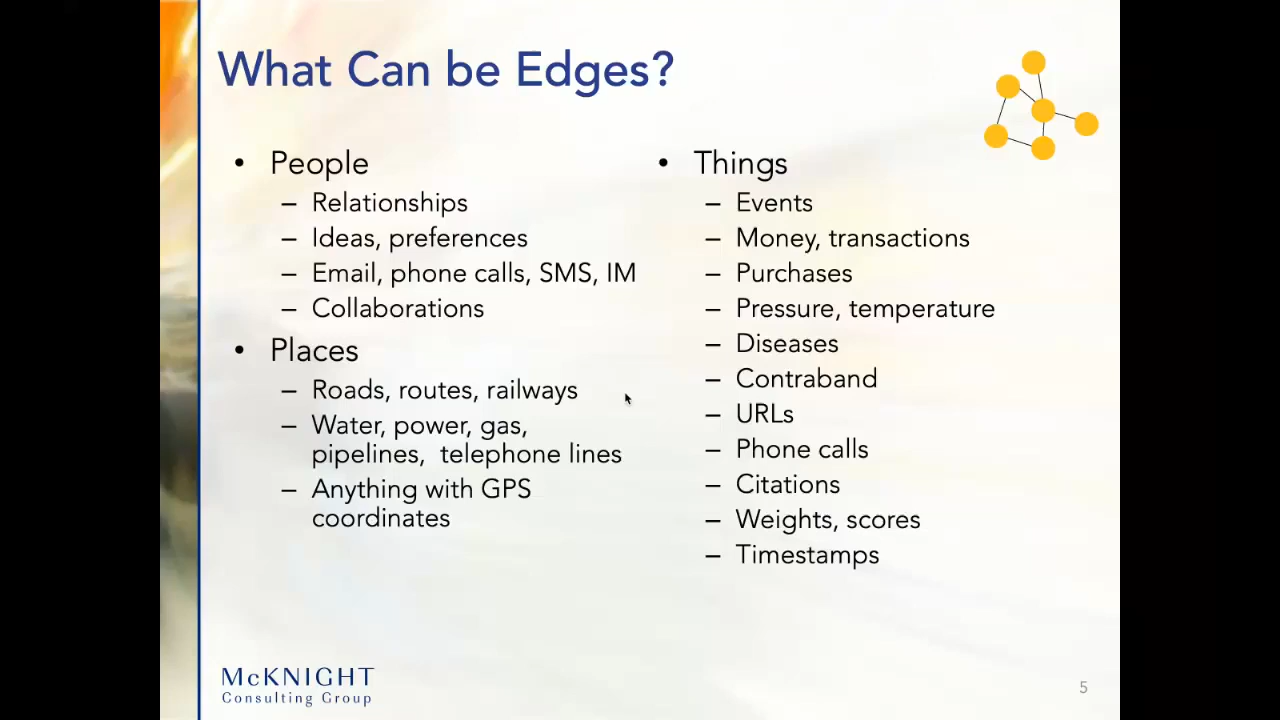 What Can be Edges?
• People
– Relationships
– Ideas, preferences
– Email, phone calls, SMS, IM
– Collaborations
• Places
– Roads, routes, railways
– Water, power, gas,
pipelines, telephone lines
– Anything with GPS
coordinates
• Things
– Events
– Money, transactions
– Purchases
– Pressure, temperature
– Diseases
– Contraband
– URLs
– Phone calls
– Citations
– Weights, scores
– Timestamps
McKNIGHT
Consulting Group
5